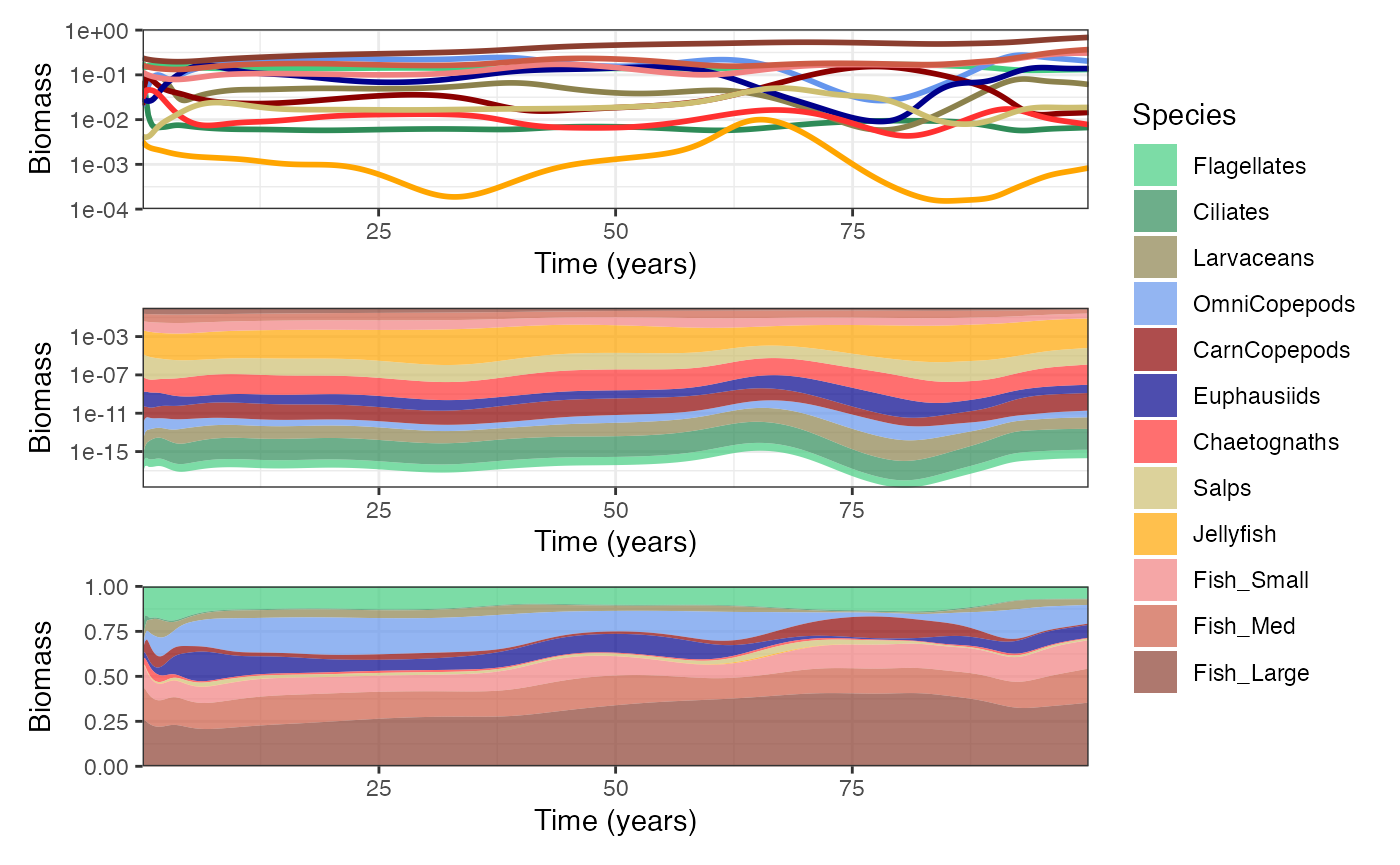 1e+00
1e-01
1e-02
1e-03
1e-04
Biomass
25 50 75
Time (years)
1e-03
1e-07
1e-11
1e-15
Biomass
25 50 75
Time (years)
1.00
0.75
0.50
0.25
0.00
Biomass
25 50 75
Time (years)
Species
Flagellates
Ciliates
Larvaceans
OmniCopepods
CarnCopepods
Euphausiids
Chaetognaths
Salps
Jellyfish
Fish_Small
Fish_Med
Fish_Large